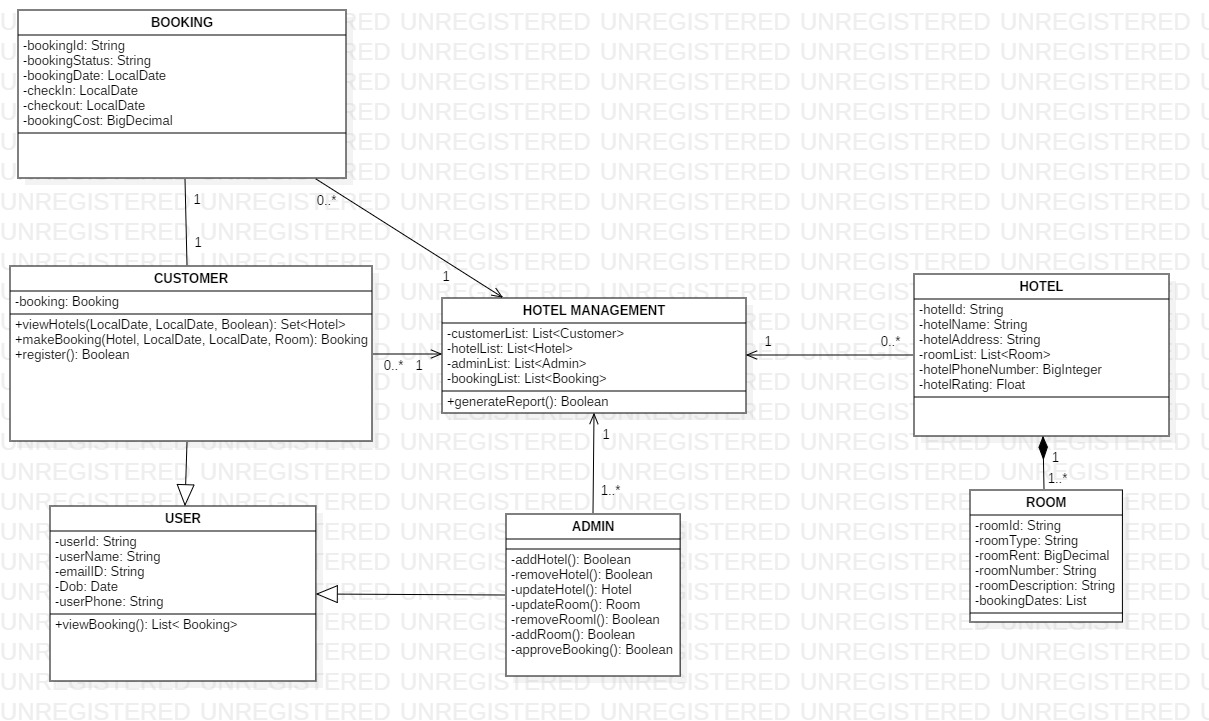 BOOKING
-bookingId: String
-bookingStatus: String
-bookingDate: LocalDate
-checkIn: LocalDate
-checkout: LocalDate
-bookingCost: BigDecimal
1
0..*
1
1
CUSTOMER
-booking: Booking
+viewHotels(LocalDate, LocalDate, Boolean): Set<Hotel>
+makeBooking(Hotel, LocalDate, LocalDate, Room): Booking
+register(): Boolean
0..* 1
HOTEL MANAGEMENT
-customerList: List<Customer>
-hotelList: List<Hotel>
-adminList: List<Admin>
-bookingList: List<Booking>
+generateReport(): Boolean
1 0..*
HOTEL
-hotelId: String
-hotelName: String
-hotelAddress: String
-roomList: List<Room>
-hotelPhoneNumber: BigInteger
-hotelRating: Float
1
1..*
1
1..*
USER
-userId: String
-userName: String
-emailID: String
-Dob: Date
-userPhone: String
+viewBooking(): List< Booking>
ADMIN
-addHotel(): Boolean
-removeHotel(): Boolean
-updateHotel(): Hotel
-updateRoom(): Room
-removeRooml(): Boolean
-addRoom(): Boolean
-approveBooking(): Boolean
ROOM
-roomId: String
-roomType: String
-roomRent: BigDecimal
-roomNumber: String
-roomDescription: String
-bookingDates: List
UNREGISTERED